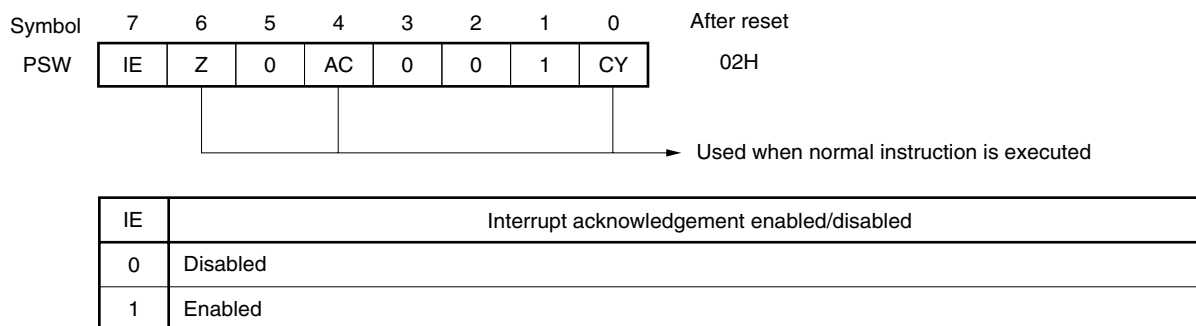 Symbol 7 6 5 4 3 2 1 0 After reset
PSW IE Z 0 AC 0 0 1 CY 02H
Used when normal instruction is executed
IE Interrupt acknowledgement enabled/disabled
0 Disabled
1 Enabled